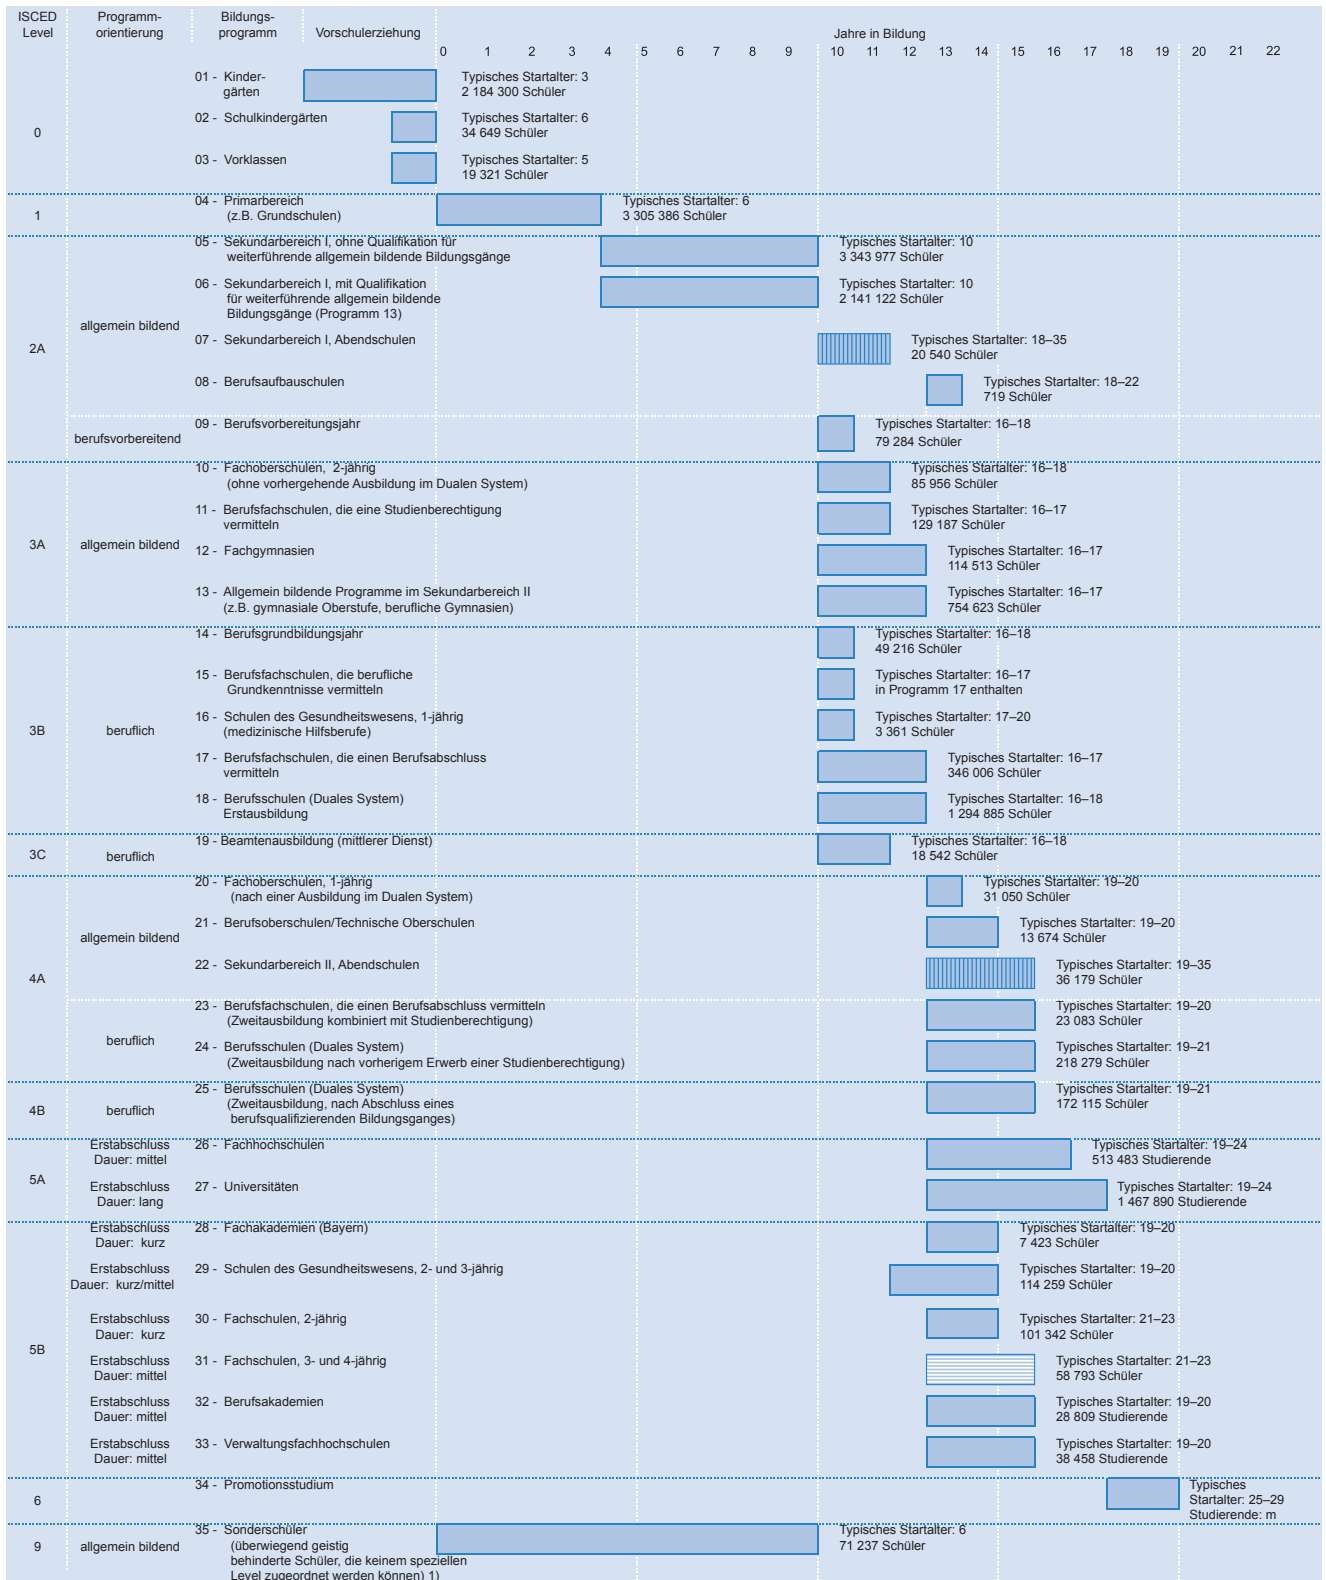 ISCED Level
Programm-orientierung
Bildungs-programm
Vorschulerziehung
Jahre in Bildung
0 1 2 3 4 5 6 7 8 9 10 11 12 13 14 15 16 17 18 19 20 21 22
0
01 - Kinder-
gärten
Typisches Startalter: 3
2 184 300 Schüler
02 - Schulkindergärten
Typisches Startalter: 6
34 649 Schüler
03 - Vorklassen
Typisches Startalter: 5
19 321 Schüler
1
04 - Primarbereich
(z.B. Grundschulen)
Typisches Startalter: 6
3 305 386 Schüler
2A
allgemein bildend
05 - Sekundarbereich I, ohne Qualifikation für
weiterführende allgemein bildende Bildungsgänge
Typisches Startalter: 10
3 343 977 Schüler
06 - Sekundarbereich I, mit Qualifikation
für weiterführende allgemein bildende
Bildungsgänge (Programm 13)
Typisches Startalter: 10
2 141 122 Schüler
07 - Sekundarbereich I, Abendschulen
Typisches Startalter: 18–35
20 540 Schüler
08 - Berufsaufbauschulen
Typisches Startalter: 18–22
719 Schüler
berufsvorbereitend
09 - Berufsvorbereitungsjahr
Typisches Startalter: 16–18
79 284 Schüler
3A
allgemein bildend
10 - Fachoberschulen, 2-jährig
(ohne vorhergehende Ausbildung im Dualen System)
Typisches Startalter: 16–18
85 956 Schüler
11 - Berufsfachschulen, die eine Studienberechtigung
vermitteln
Typisches Startalter: 16–17
129 187 Schüler
12 - Fachgymnasien
Typisches Startalter: 16–17
114 513 Schüler
13 - Allgemein bildende Programme im Sekundarbereich II
(z.B. gymnasiale Oberstufe, berufliche Gymnasien)
Typisches Startalter: 16–17
754 623 Schüler
3B
beruflich
14 - Berufsgrundbildungsjahr
Typisches Startalter: 16–18
49 216 Schüler
15 - Berufsfachschulen, die berufliche
Grundkenntnisse vermitteln
Typisches Startalter: 16–17
in Programm 17 enthalten
16 - Schulen des Gesundheitswesens, 1-jährig
(medizinische Hilfsberufe)
Typisches Startalter: 17–20
3 361 Schüler
17 - Berufsfachschulen, die einen Berufsabschluss
vermitteln
Typisches Startalter: 16–17
346 006 Schüler
18 - Berufsschulen (Duales System)
Erstausbildung
Typisches Startalter: 16–18
1 294 885 Schüler
3C
beruflich
19 - Beamtenausbildung (mittlerer Dienst)
Typisches Startalter: 16–18
18 542 Schüler
4A
allgemein bildend
20 - Fachoberschulen, 1-jährig
(nach einer Ausbildung im Dualen System)
Typisches Startalter: 19–20
31 050 Schüler
21 - Berufsoberschulen/Technische Oberschulen
Typisches Startalter: 19–20
13 674 Schüler
22 - Sekundarbereich II, Abendschulen
Typisches Startalter: 19–35
36 179 Schüler
beruflich
23 - Berufsfachschulen, die einen Berufsabschluss vermitteln
(Zweitausbildung kombiniert mit Studienberechtigung)
Typisches Startalter: 19–20
23 083 Schüler
24 - Berufsschulen (Duales System)
(Zweitausbildung nach vorherigem Erwerb einer Studienberechtigung)
Typisches Startalter: 19–21
218 279 Schüler
4B
beruflich
25 - Berufsschulen (Duales System)
(Zweitausbildung, nach Abschluss eines
berufsqualifizierenden Bildungsganges)
Typisches Startalter: 19–21
172 115 Schüler
5A
Erstabschluss
Dauer: mittel
26 - Fachhochschulen
Typisches Startalter: 19–24
513 483 Studierende
Erstabschluss
Dauer: lang
27 - Universitäten
Typisches Startalter: 19–24
1 467 890 Studierende
5B
Erstabschluss
Dauer: kurz
28 - Fachakademien (Bayern)
Typisches Startalter: 19–20
7 423 Schüler
Erstabschluss
Dauer: kurz/mittel
29 - Schulen des Gesundheitswesens, 2- und 3-jährig
Typisches Startalter: 19–20
114 259 Schüler
Erstabschluss
Dauer: kurz
30 - Fachschulen, 2-jährig
Typisches Startalter: 21–23
101 342 Schüler
Erstabschluss
Dauer: mittel
31 - Fachschulen, 3- und 4-jährig
Typisches Startalter: 21–23
58 793 Schüler
Erstabschluss
Dauer: mittel
32 - Berufsakademien
Typisches Startalter: 19–20
28 809 Studierende
Erstabschluss
Dauer: mittel
33 - Verwaltungsfachhochschulen
Typisches Startalter: 19–20
38 458 Studierende
6
34 - Promotionsstudium
Typisches
Startalter: 25–29
Studierende: m
9
allgemein bildend
35 - Sonderschüler
(überwiegend geistig
behinderte Schüler, die keinem speziellen
Level zugeordnet werden können) 1)
Typisches Startalter: 6
71 237 Schüler